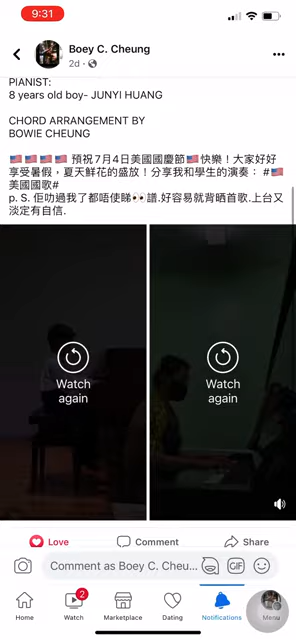 9:31
Boey C. Cheung
2d ·
PIANIST:
8 years old boy- JUNYI HUANG
CHORD ARRANGEMENT BY
BOWIE CHEUNG
🇺🇸🇺🇸🇺🇸🇺🇸 預祝7月4日美國國慶節🇺🇸快樂！大家好好
享受暑假，夏天鮮花的盛放！分享我和學生的演奏： #🇺🇸
美國國歌#
p. S. 佢叻過我了都唔使睇👀譜.好容易就背晒首歌.上台又
淡定有自信.
Watch again
Watch again
Love
Comment
Share
Comment as Boey C. Cheu...
GIF
2
Home
Watch
Marketplace
Dating
Notifications
Menu